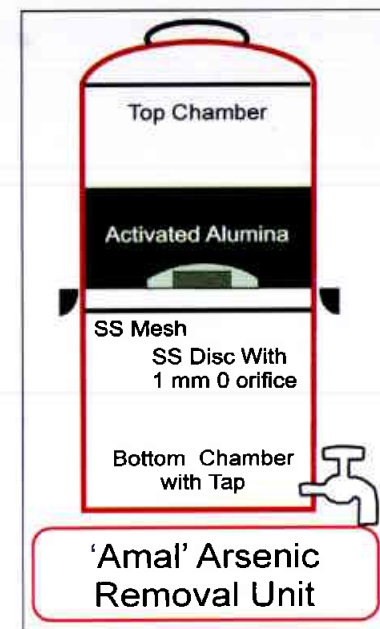 Top Chamber
Activated Alumina
SS Mesh
SS Disc With
1 mm 0 orifice
Bottom Chamber
with Tap
'Amal' Arsenic
Removal Unit